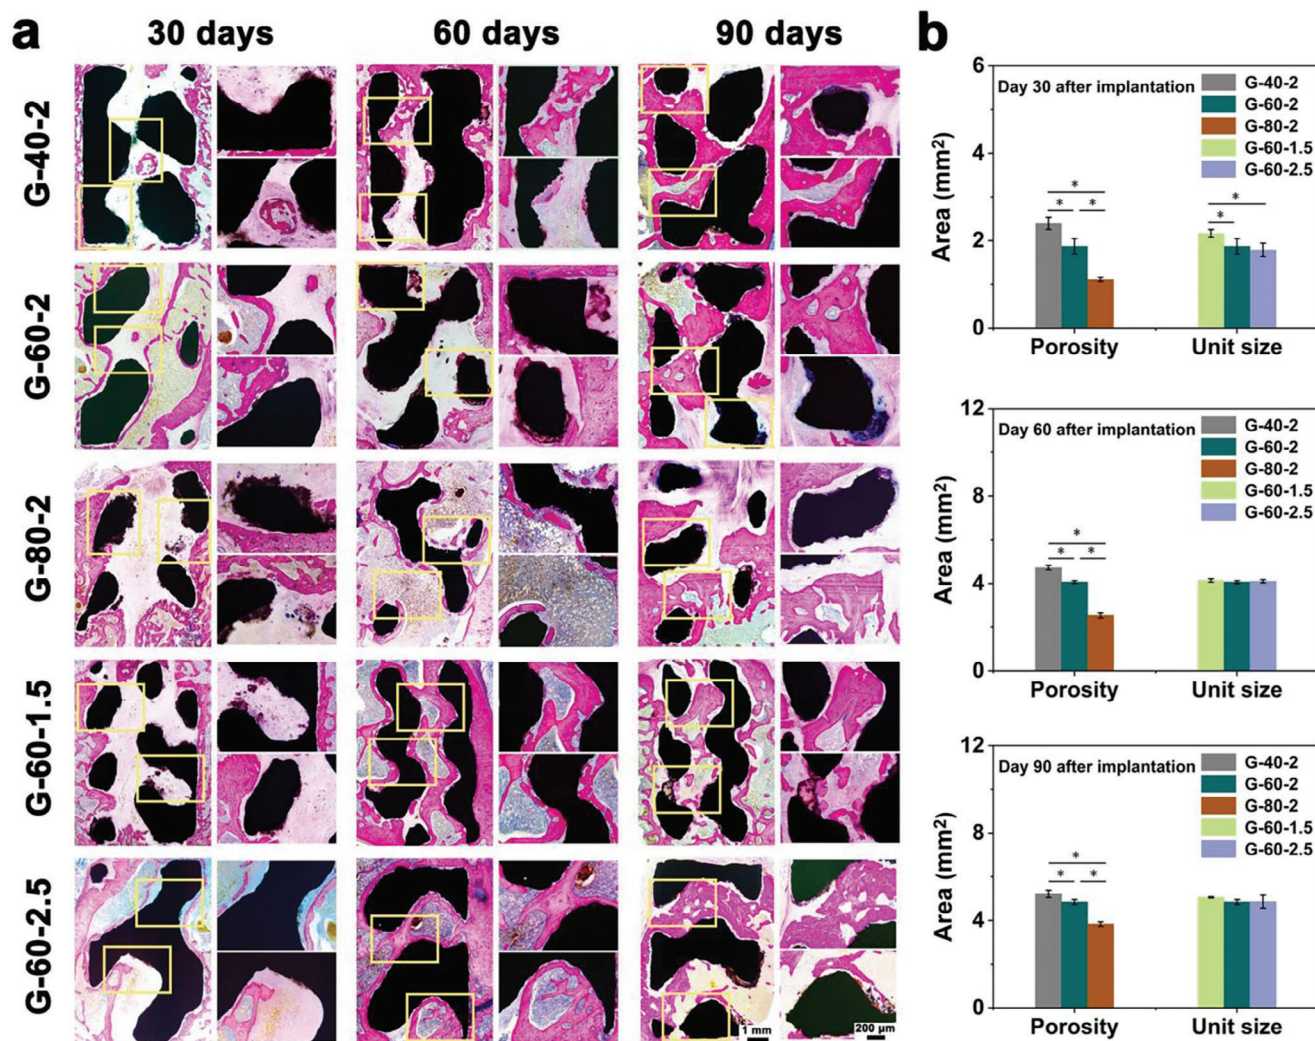 a
30 days
60 days
90 days
G-40-2
G-60-2
G-80-2
G-60-1.5
G-60-2.5
1 mm
200 µm
b
6
4
2
0
Area (mm²)
Day 30 after implantation
G-40-2
G-60-2
G-80-2
G-60-1.5
G-60-2.5
*
* *
*
*
Porosity
Unit size
12
8
4
0
Area (mm²)
Day 60 after implantation
G-40-2
G-60-2
G-80-2
G-60-1.5
G-60-2.5
*
* *
Porosity
Unit size
12
8
4
0
Area (mm²)
Day 90 after implantation
G-40-2
G-60-2
G-80-2
G-60-1.5
G-60-2.5
*
* *
Porosity
Unit size